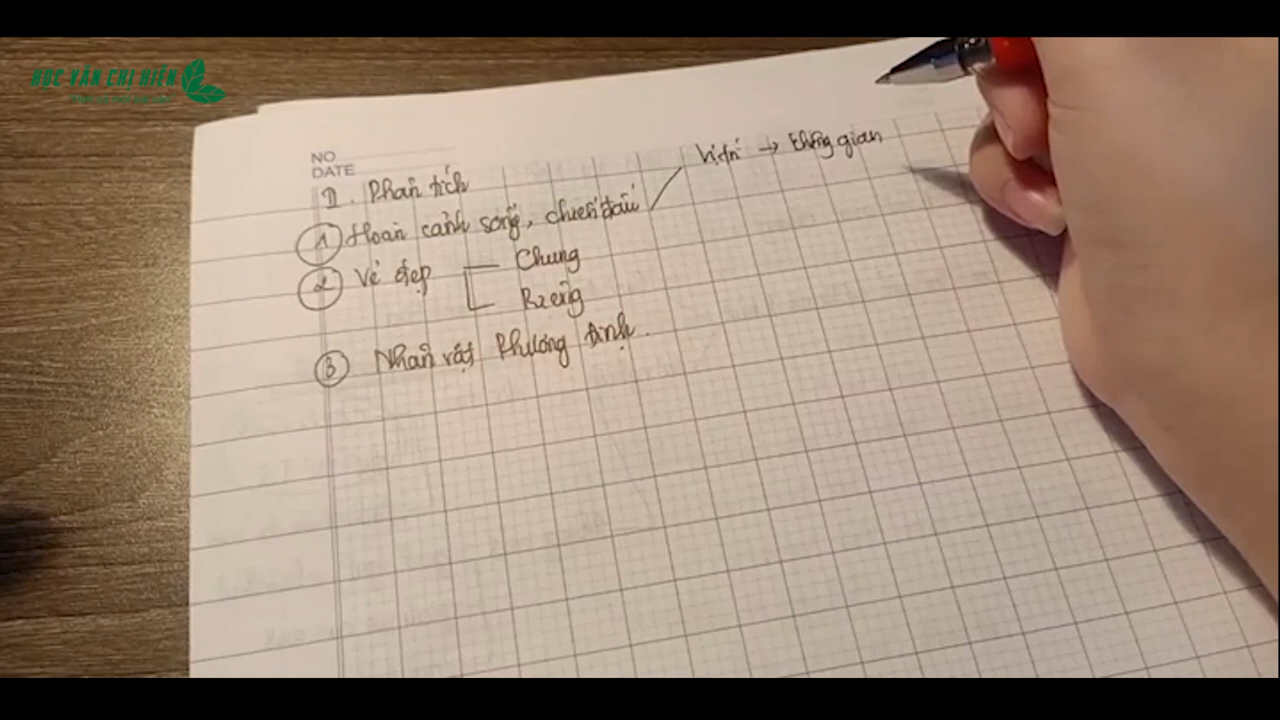 HỌC VĂN CHỊ HIÊN
NO
DATE
II. Phân tích
Vị trí → không gian
1 Hoàn cảnh sống, chiến đấu
2 Vẻ đẹp
Chung
Riêng
3 Nhân vật Phương Định.